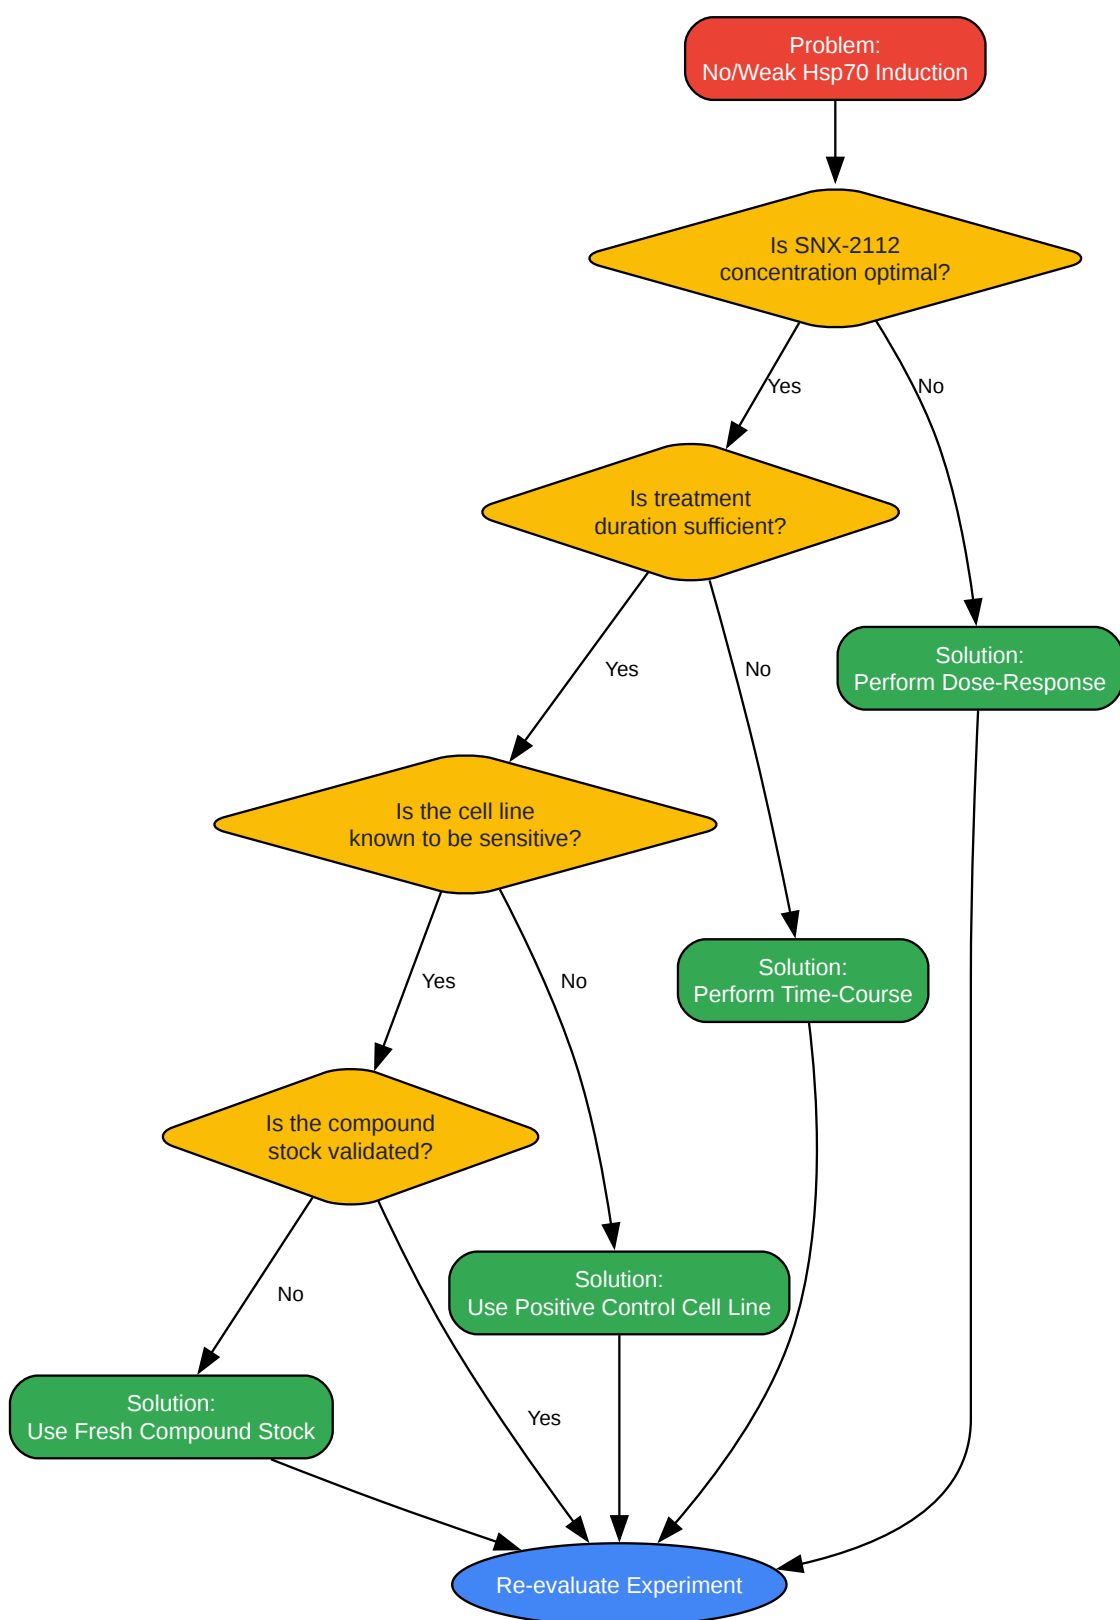 Problem:
No/Weak Hsp70 Induction
Is SNX-2112
concentration optimal?
Yes
No
Is treatment
duration sufficient?
Yes
No
Solution:
Perform Dose-Response
Is the cell line
known to be sensitive?
Yes
No
Solution:
Perform Time-Course
Is the compound
stock validated?
No
Yes
Solution:
Use Positive Control Cell Line
Solution:
Use Fresh Compound Stock
Re-evaluate Experiment